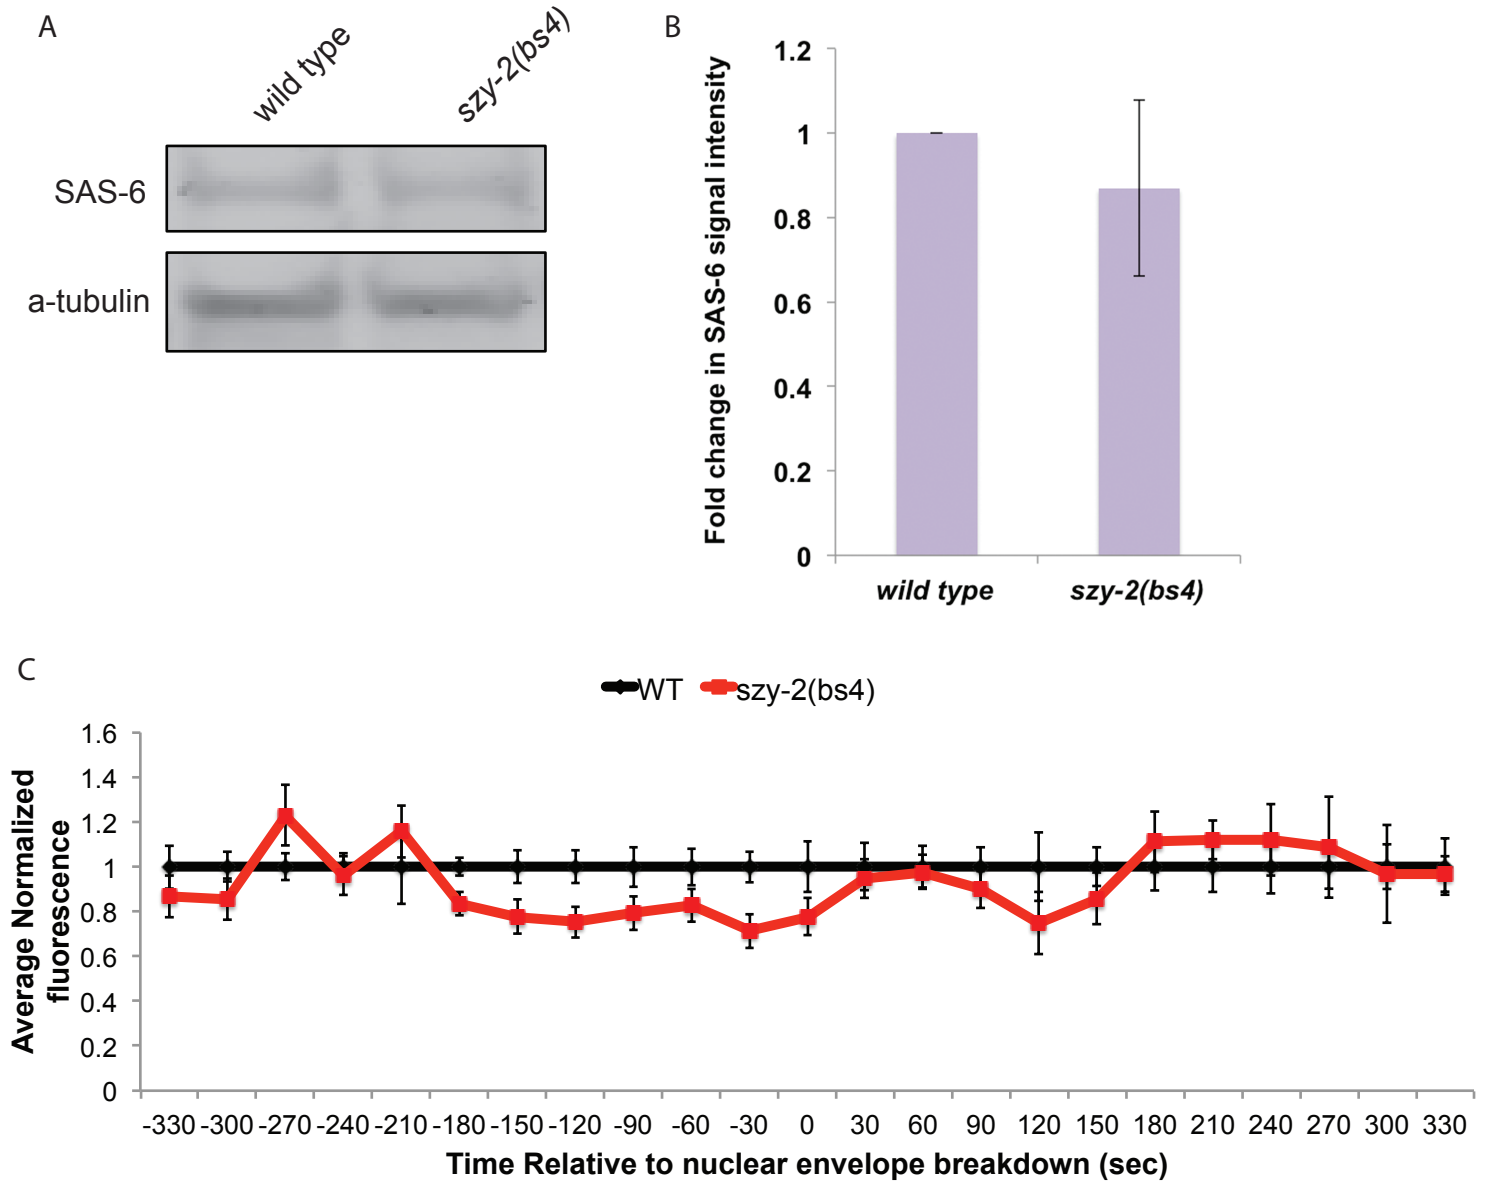 A
wild type
szy-2(bs4)
SAS-6
a-tubulin
B
Fold change in SAS-6 signal intensity
1.2
1
0.8
0.6
0.4
0.2
0
wild type
szy-2(bs4)
C
WT
szy-2(bs4)
Average Normalized
fluorescence
1.6
1.4
1.2
1
0.8
0.6
0.4
0.2
0
-330 -300 -270 -240 -210 -180 -150 -120 -90 -60 -30 0 30 60 90 120 150 180 210 240 270 300 330
Time Relative to nuclear envelope breakdown (sec)